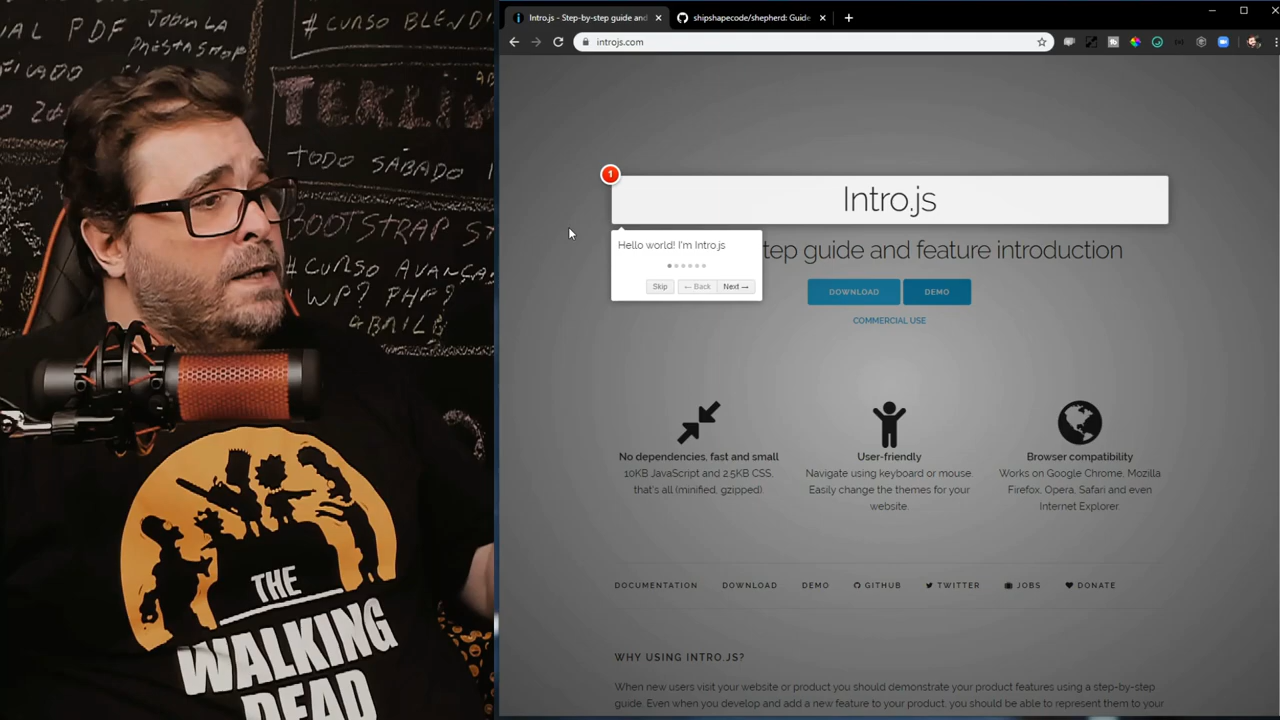 AL PDF JOOMLA
PRESTASHOP
# CURSO BLEND
TEKLI
TODO SÁBADO
BOOTSTRAP
# CURSO AVANÇA
WP? PHP?
THE
WALKING
DEAD
Intro.js - Step-by-step guide and
shipshapecode/shepherd: Guide
introjs.com
1
Intro.js
Hello world! I'm Intro.js
step guide and feature introduction
Skip
← Back
Next →
DOWNLOAD
DEMO
COMMERCIAL USE
No dependencies, fast and small
10KB JavaScript and 2.5KB CSS,
that's all (minified, gzipped).
User-friendly
Navigate using keyboard or mouse.
Easily change the themes for your
website.
Browser compatibility
Works on Google Chrome, Mozilla
Firefox, Opera, Safari and even
Internet Explorer.
DOCUMENTATION DOWNLOAD DEMO GITHUB TWITTER JOBS DONATE
WHY USING INTRO.JS?
When new users visit your website or product you should demonstrate your product features using a step-by-step
guide. Even when you develop and add a new feature to your product, you should be able to represent them to your